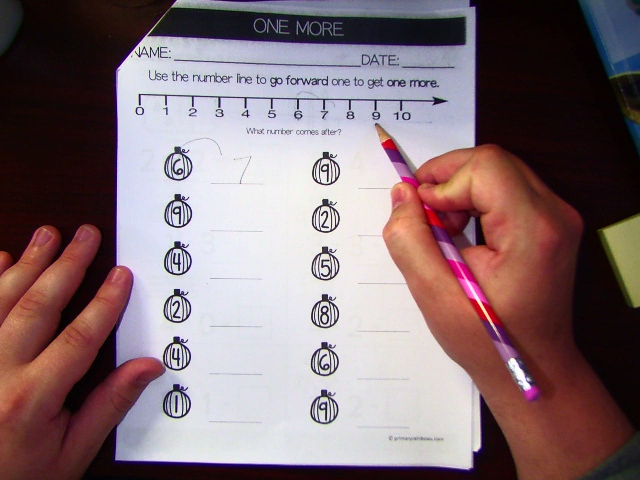 ONE MORE
NAME: DATE:
Use the number line to go forward one to get one more.
0 1 2 3 4 5 6 7 8 9 10
What number comes after?
6 7 9
9 2
4 5
2 8
4 6
1 9